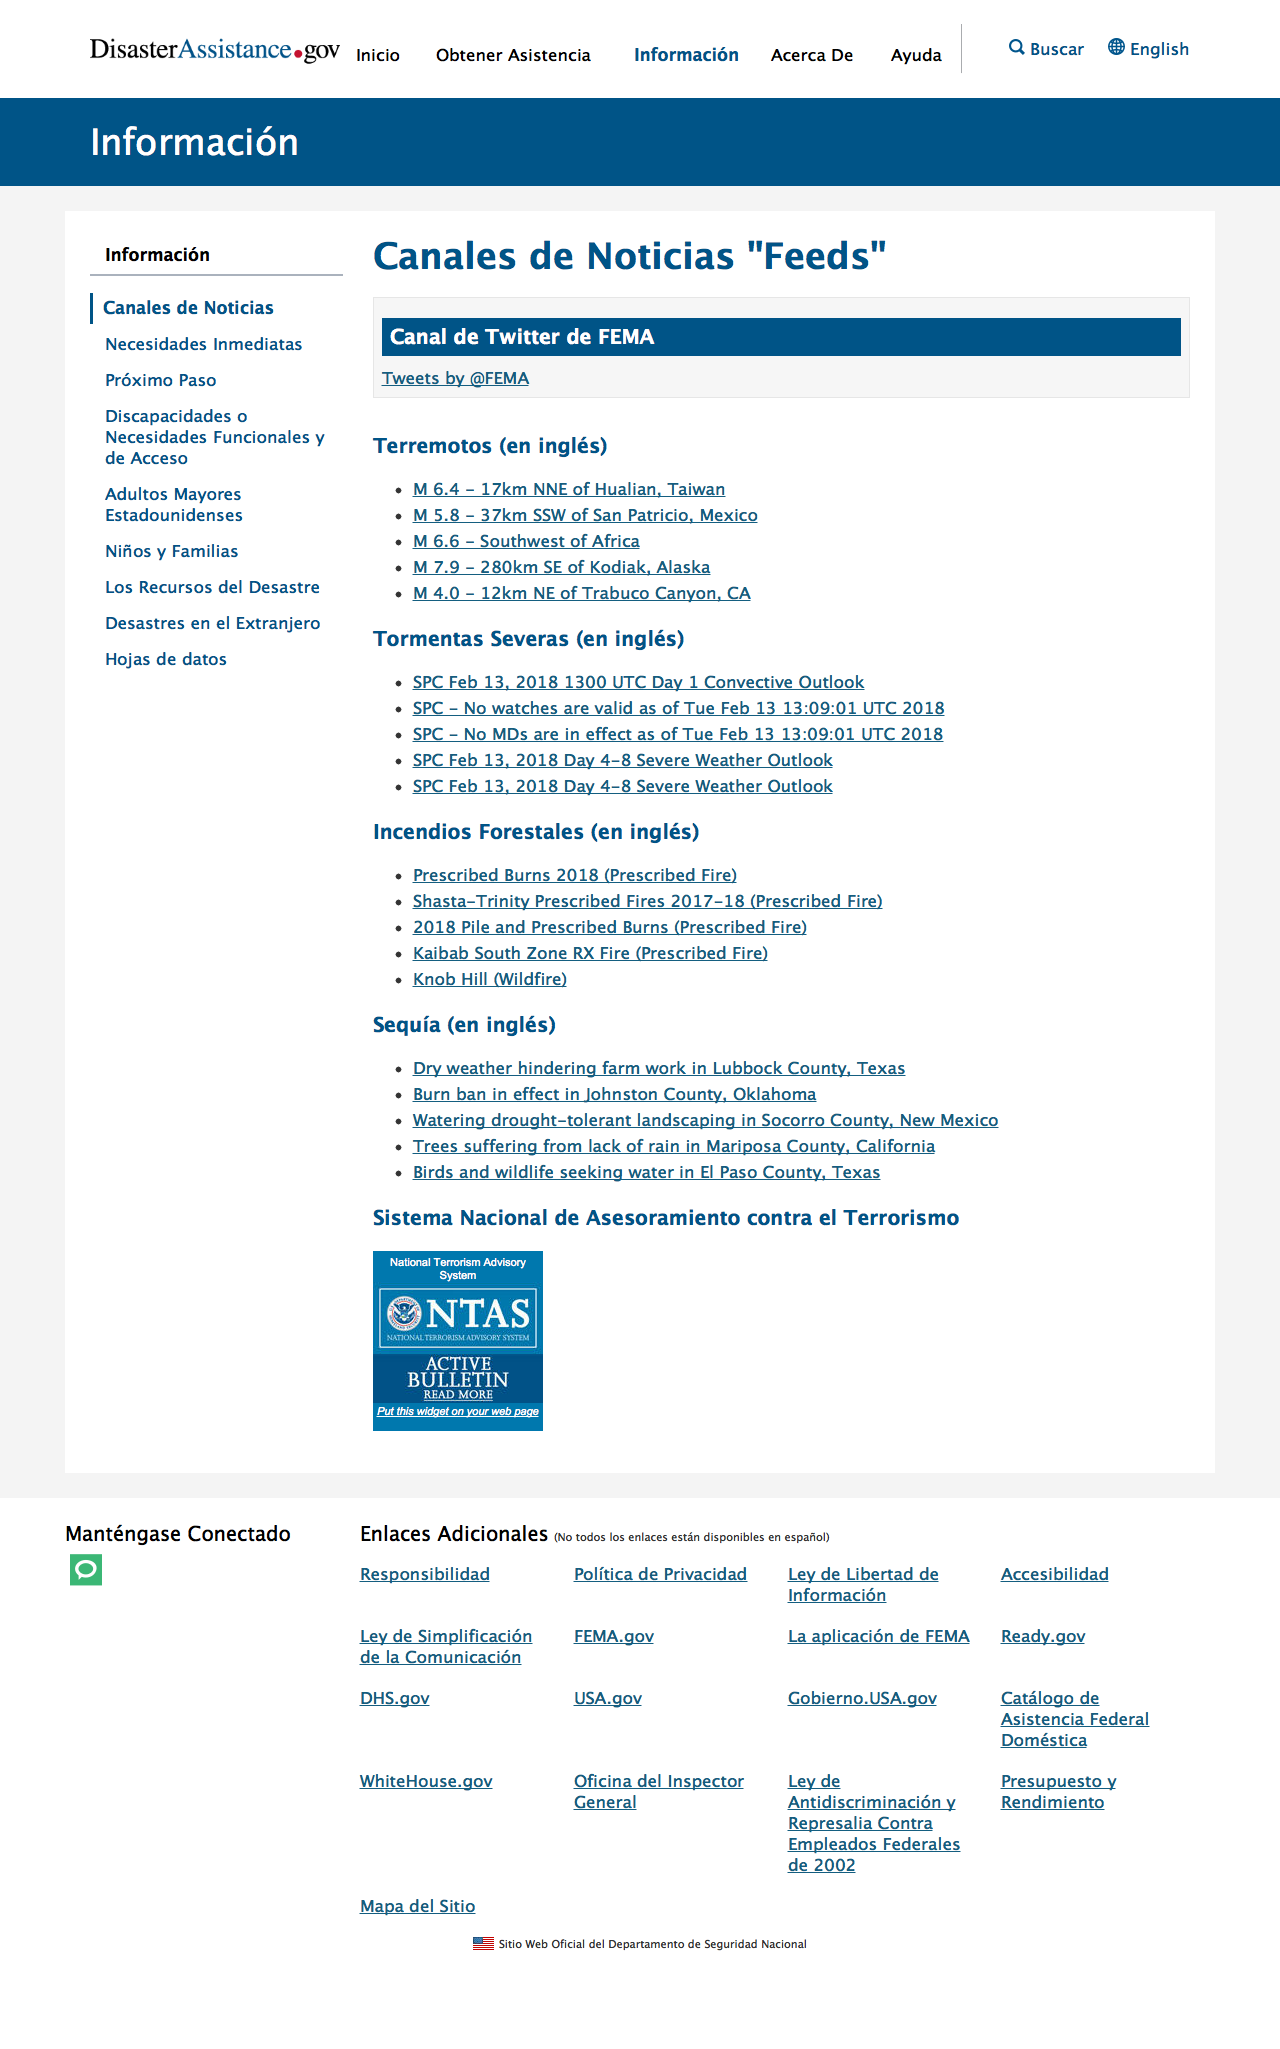 DisasterAssistance.gov
Inicio
Obtener Asistencia
Información
Acerca De
Ayuda
Buscar
English
Información
Información
Canales de Noticias
Necesidades Inmediatas
Próximo Paso
Discapacidades o
Necesidades Funcionales y
de Acceso
Adultos Mayores
Estadounidenses
Niños y Familias
Los Recursos del Desastre
Desastres en el Extranjero
Hojas de datos
Canales de Noticias "Feeds"
Canal de Twitter de FEMA
Tweets by @FEMA
Terremotos (en inglés)
M 6.4 - 17km NNE of Hualian, Taiwan
M 5.8 - 37km SSW of San Patricio, Mexico
M 6.6 - Southwest of Africa
M 7.9 - 280km SE of Kodiak, Alaska
M 4.0 - 12km NE of Trabuco Canyon, CA
Tormentas Severas (en inglés)
SPC Feb 13, 2018 1300 UTC Day 1 Convective Outlook
SPC - No watches are valid as of Tue Feb 13 13:09:01 UTC 2018
SPC - No MDs are in effect as of Tue Feb 13 13:09:01 UTC 2018
SPC Feb 13, 2018 Day 4-8 Severe Weather Outlook
SPC Feb 13, 2018 Day 4-8 Severe Weather Outlook
Incendios Forestales (en inglés)
Prescribed Burns 2018 (Prescribed Fire)
Shasta-Trinity Prescribed Fires 2017-18 (Prescribed Fire)
2018 Pile and Prescribed Burns (Prescribed Fire)
Kaibab South Zone RX Fire (Prescribed Fire)
Knob Hill (Wildfire)
Sequía (en inglés)
Dry weather hindering farm work in Lubbock County, Texas
Burn ban in effect in Johnston County, Oklahoma
Watering drought-tolerant landscaping in Socorro County, New Mexico
Trees suffering from lack of rain in Mariposa County, California
Birds and wildlife seeking water in El Paso County, Texas
Sistema Nacional de Asesoramiento contra el Terrorismo
National Terrorism Advisory
System
NTAS
NATIONAL TERRORISM ADVISORY SYSTEM
ACTIVE
BULLETIN
READ MORE
Put this widget on your web page
Manténgase Conectado
Enlaces Adicionales (No todos los enlaces están disponibles en español)
Responsibilidad
Política de Privacidad
Ley de Libertad de
Información
Accesibilidad
Ley de Simplificación
de la Comunicación
FEMA.gov
La aplicación de FEMA
Ready.gov
DHS.gov
USA.gov
Gobierno.USA.gov
Catálogo de
Asistencia Federal
Doméstica
WhiteHouse.gov
Oficina del Inspector
General
Ley de
Antidiscriminación y
Represalia Contra
Empleados Federales
de 2002
Presupuesto y
Rendimiento
Mapa del Sitio
Sitio Web Oficial del Departamento de Seguridad Nacional